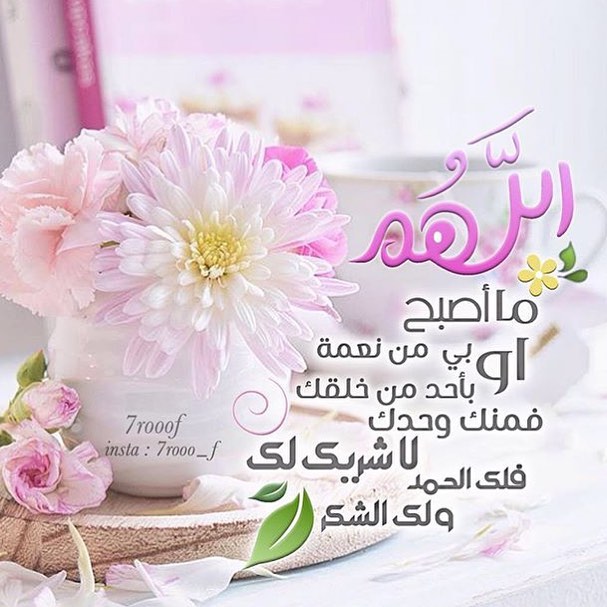 اللَّهُم
ما أصبح
بي من نعمة
او بأحد من خلقك
فمنك وحدك
لا شريك لك
فلك الحمد
ولك الشكر
7rooof
insta : 7rooo_f